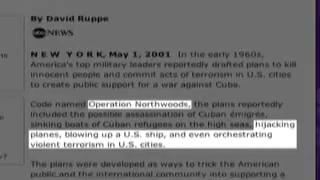 By David Ruppe
abc NEWS
N E W Y O R K, May 1, 2001 In the early 1960s,
America's top military leaders reportedly drafted plans to kill
innocent people and commit acts of terrorism in U.S. cities
to create public support for a war against Cuba.
Code named Operation Northwoods, the plans reportedly
included the possible assassination of Cuban émigrés,
sinking boats of Cuban refugees on the high seas, hijacking
planes, blowing up a U.S. ship, and even orchestrating
violent terrorism in U.S. cities.
The plans were developed as ways to trick the American
public and the international community into supporting a